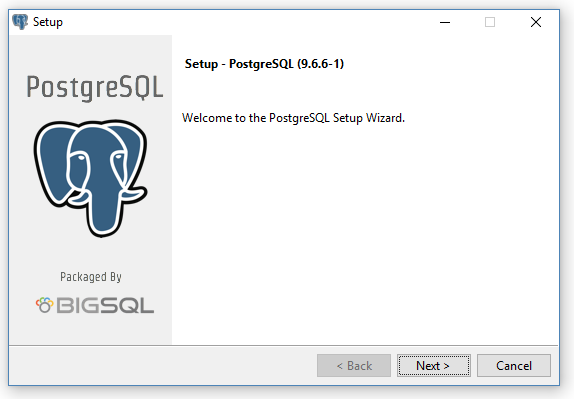 Setup
PostgreSQL
Setup - PostgreSQL (9.6.6-1)
Welcome to the PostgreSQL Setup Wizard.
Packaged By
BIGSQL
< Back
Next >
Cancel